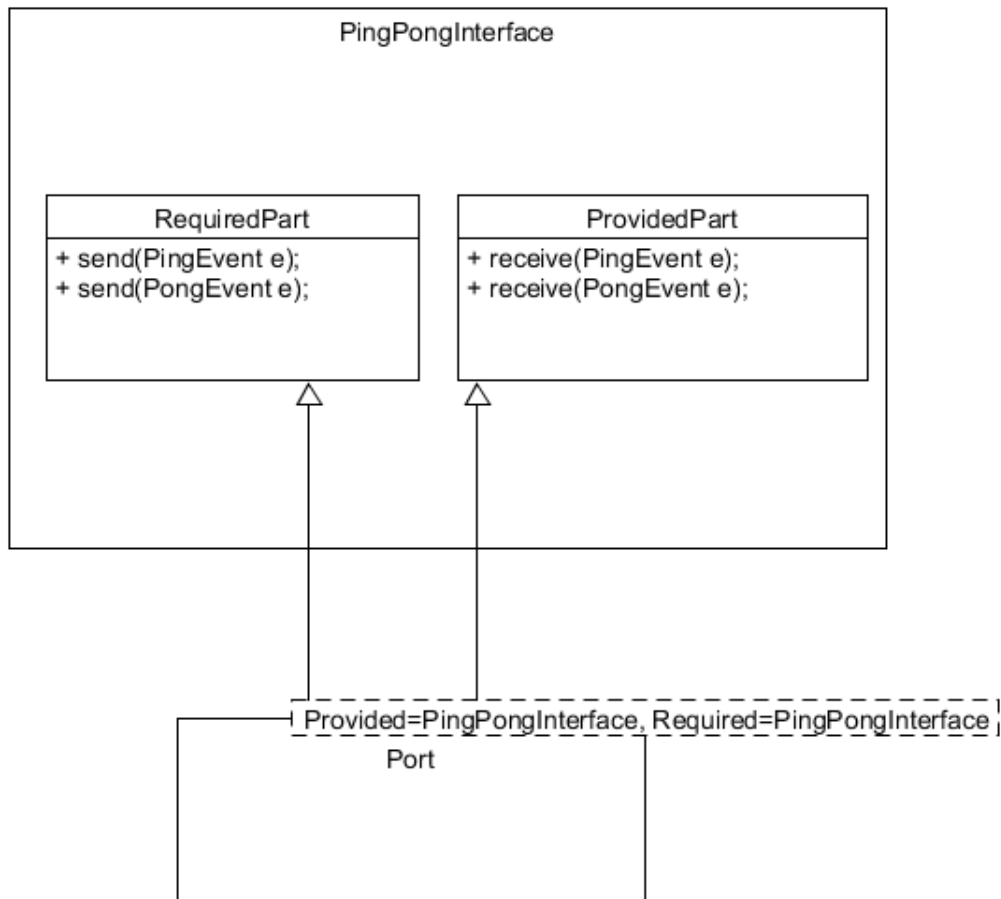 PingPongInterface
RequiredPart
+ send(PingEvent e);
+ send(PongEvent e);
ProvidedPart
+ receive(PingEvent e);
+ receive(PongEvent e);
Provided=PingPongInterface, Required=PingPongInterface
Port